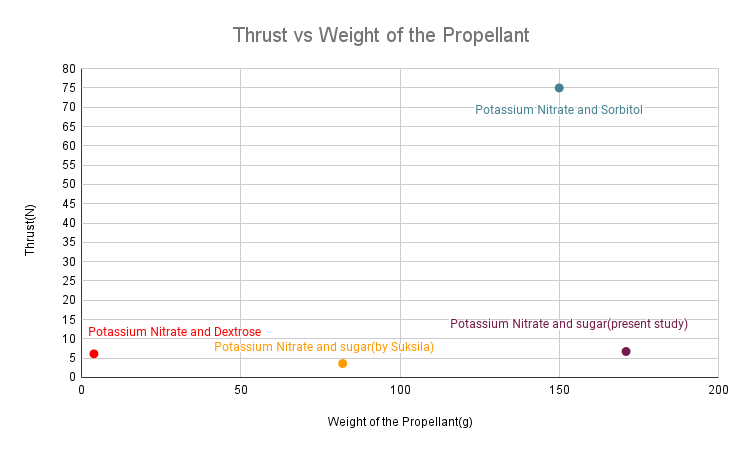 Thrust vs Weight of the Propellant
80
75
70
65
60
55
50
45
40
35
30
25
20
15
10
5
0
Thrust(N)
Potassium Nitrate and Sorbitol
Potassium Nitrate and sugar(present study)
Potassium Nitrate and Dextrose
Potassium Nitrate and sugar(by Suksila)
0 50 100 150 200
Weight of the Propellant(g)